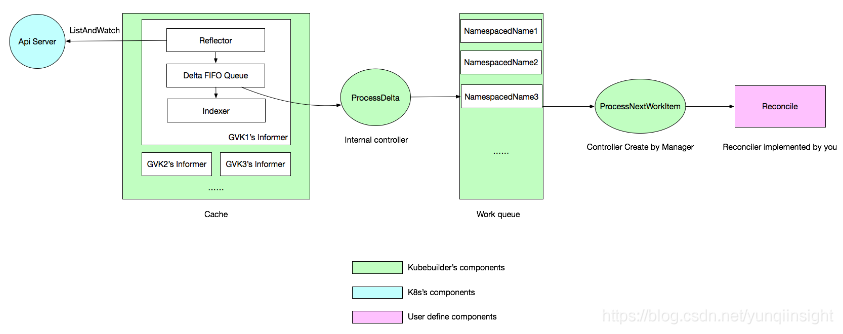 Api Server
ListAndWatch
Reflector
Delta FIFO Queue
Indexer
GVK1's Informer
GVK2's Informer
GVK3's Informer
......
Cache
ProcessDelta
Internal controller
NamespacedName1
NamespacedName2
NamespacedName3
......
Work queue
ProcessNextWorkItem
Controller Create by Manager
Reconcile
Reconciler implemented by you
Kubebuilder's components
K8s's components
User define components
https://blog.csdn.net/yunqiinsight